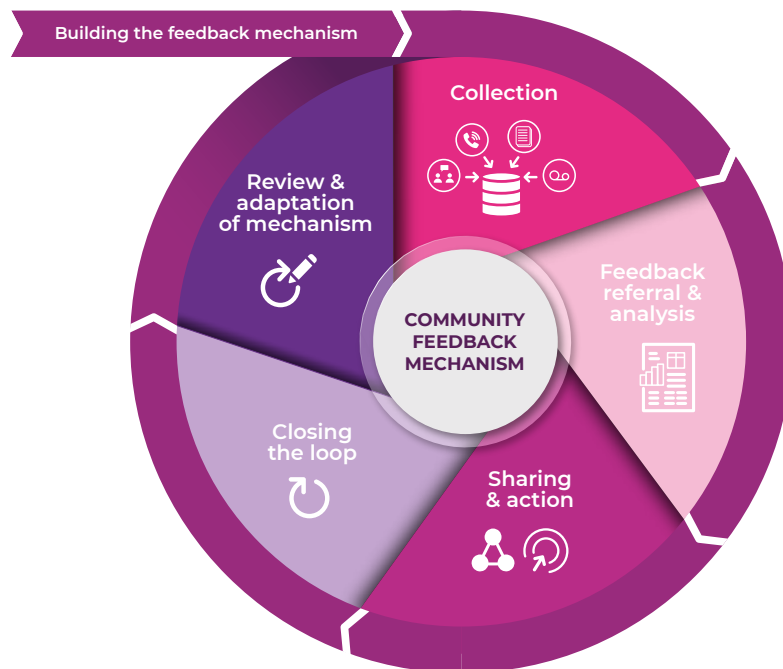 Building the feedback mechanism
Collection
Review &
adaptation
of mechanism
Feedback
referral &
analysis
COMMUNITY
FEEDBACK
MECHANISM
Closing
the loop
Sharing
& action